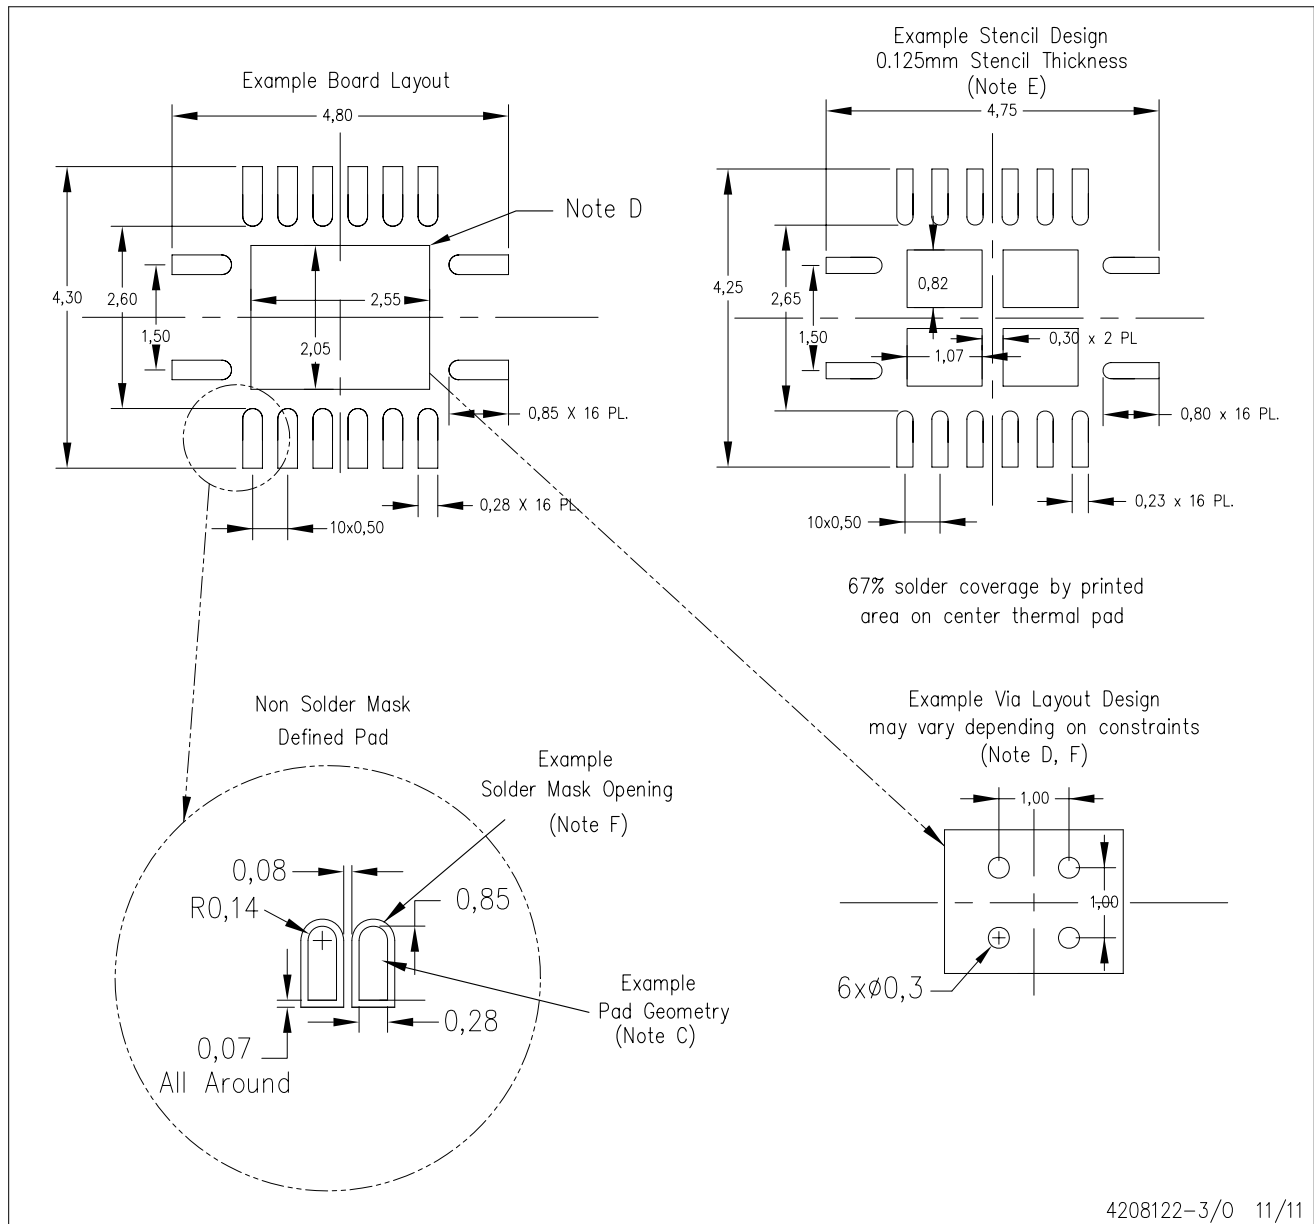 Example Board Layout
4,80
4,30
2,60
1,50
2,55
2,05
Note D
0,85 X 16 PL.
0,28 X 16 PL
10x0,50
Example Stencil Design
0.125mm Stencil Thickness
(Note E)
4,75
4,25
2,65
1,50
0,82
1,07
0,30 x 2 PL
0,80 x 16 PL.
0,23 x 16 PL.
10x0,50
67% solder coverage by printed
area on center thermal pad
Non Solder Mask
Defined Pad
Example
Solder Mask Opening
(Note F)
0,08
R0,14
0,85
Example
Pad Geometry
(Note C)
0,28
0,07
All Around
Example Via Layout Design
may vary depending on constraints
(Note D, F)
1,00
1,00
6xø0,3
4208122-3/O 11/11